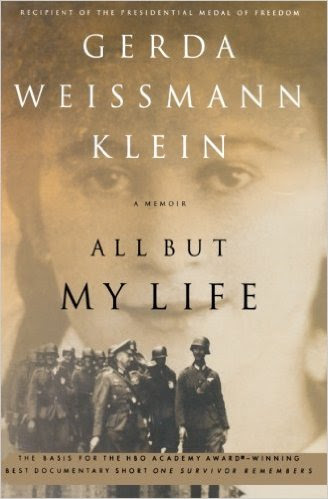 RECIPIENT OF THE PRESIDENTIAL MEDAL OF FREEDOM
GERDA
WEISSMANN
KLEIN
A MEMOIR
ALL BUT
MY LIFE
THE BASIS FOR THE HBO ACADEMY AWARD®–WINNING
BEST DOCUMENTARY SHORT ONE SURVIVOR REMEMBERS